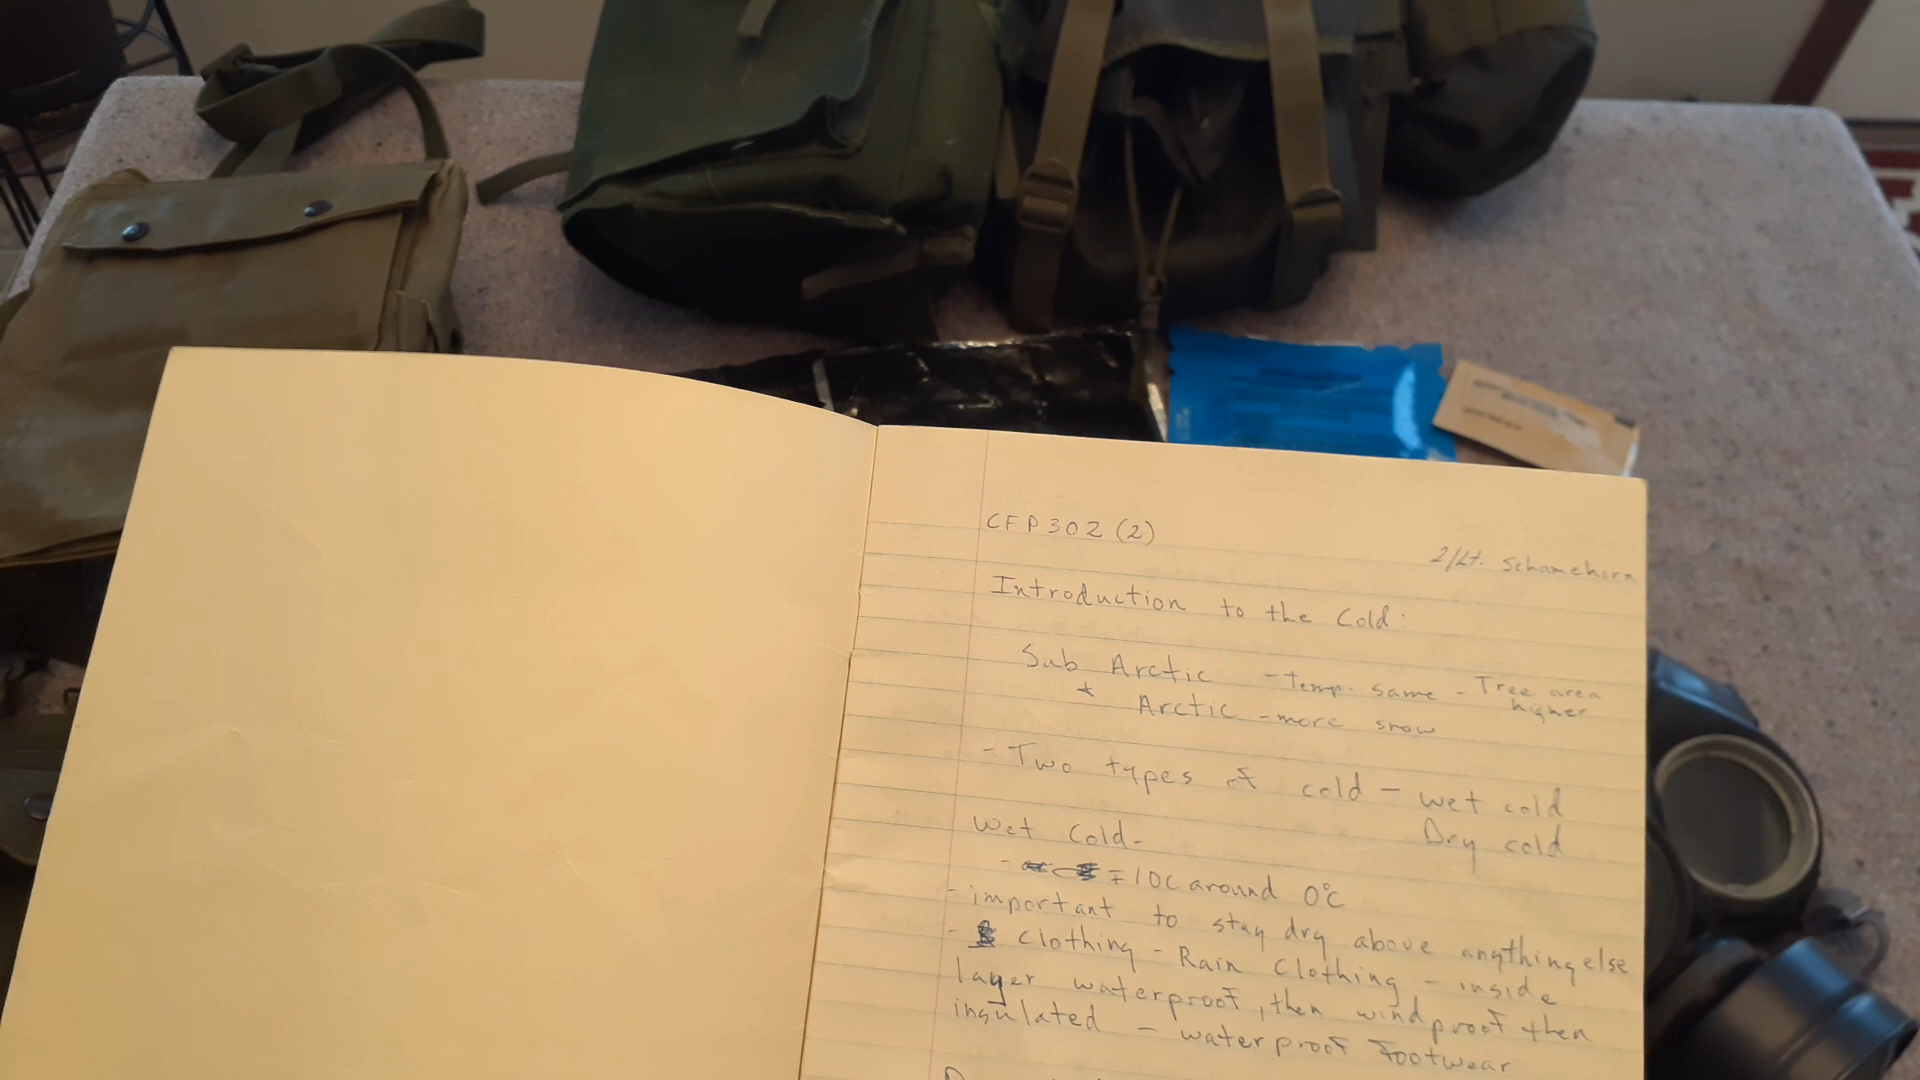 CFP 302 (2)
2/Lt. Schamehorn
Introduction to the Cold:
Sub Arctic - temp. same - Tree area higher
+ Arctic - more snow
- Two types of cold - wet cold
Dry cold
Wet Cold-
- ∓10C around 0°C
- important to stay dry above anything else
- clothing - Rain Clothing - inside
layer waterproof, then windproof then
insulated - waterproof footwear